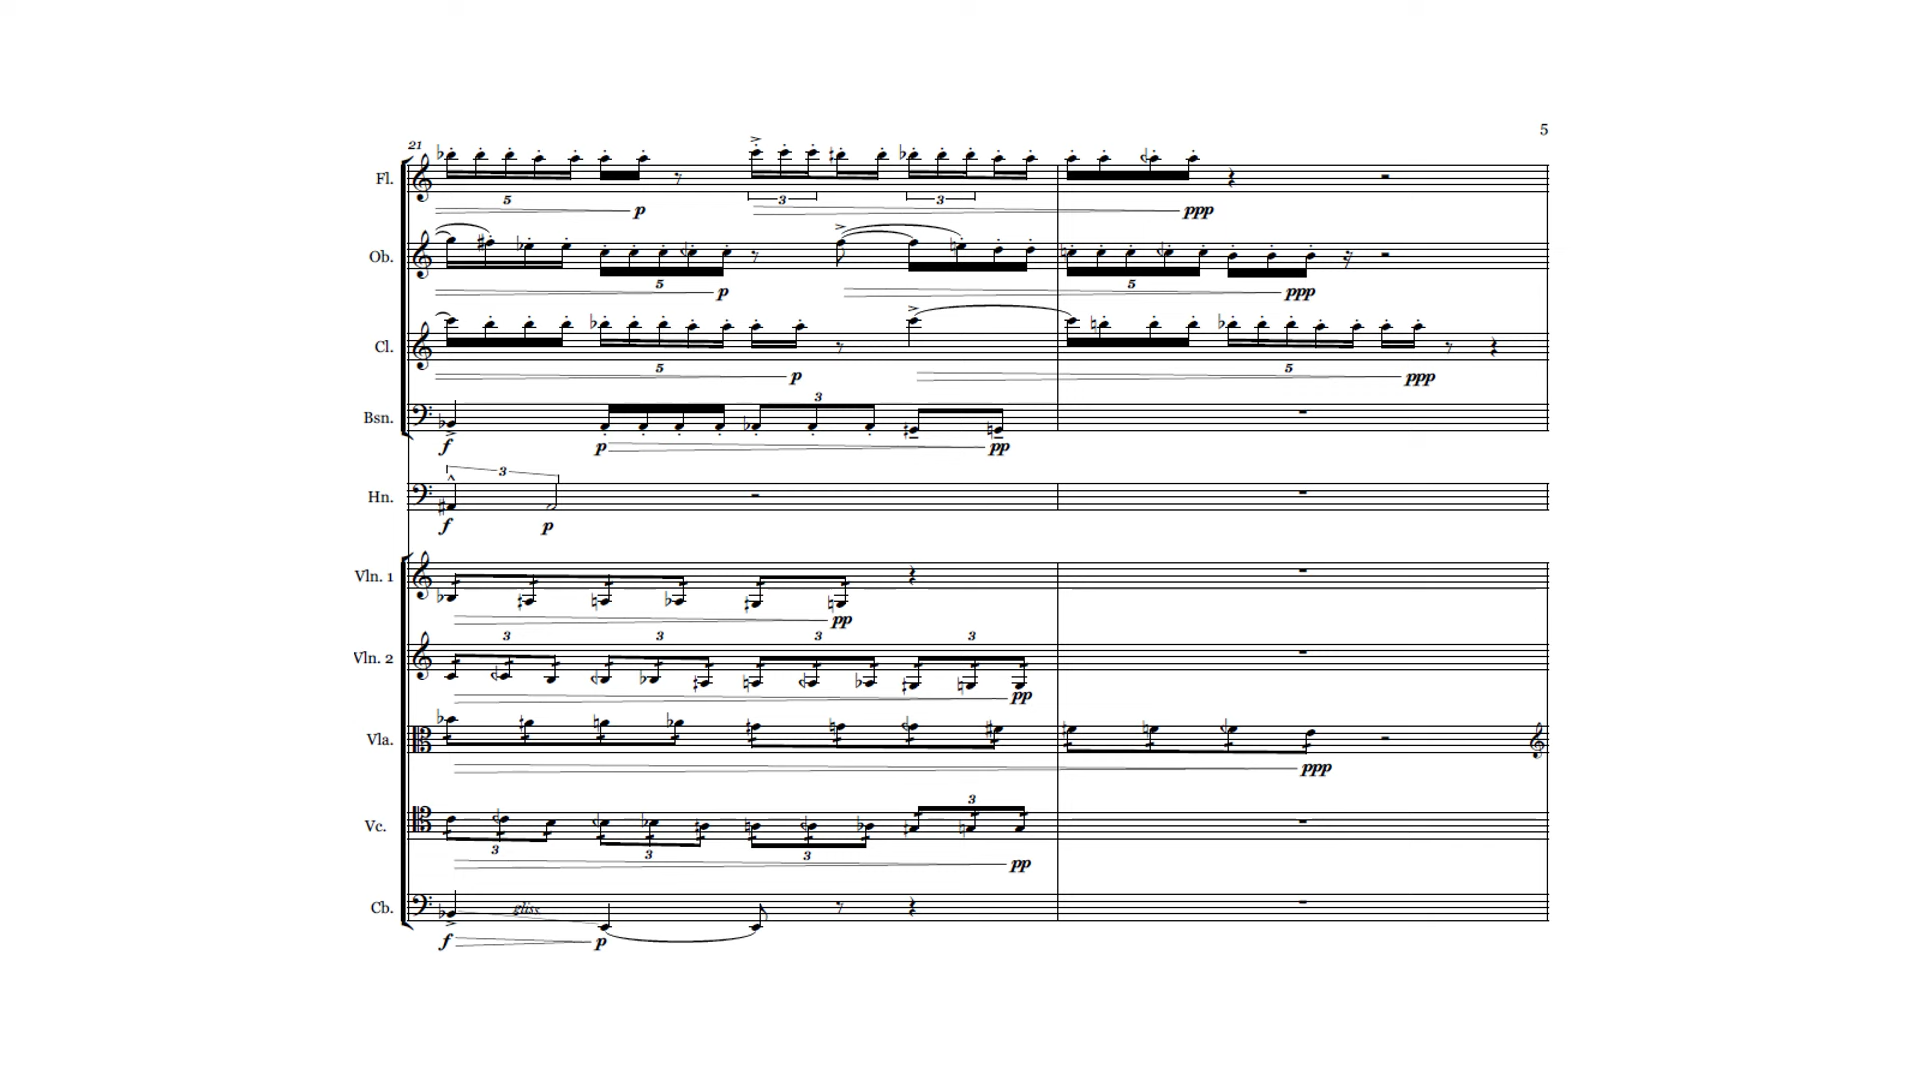 5
21
Fl.
5 3 3
p ppp
Ob.
5 5
p ppp
Cl.
5 5
p ppp
3
Bsn.
f p pp
3
Hn.
f p
Vln. 1
pp
3 3 3 3
Vln. 2
pp
Vla.
ppp
3
Vc.
3 3 3
pp
Cb. gliss.
f p